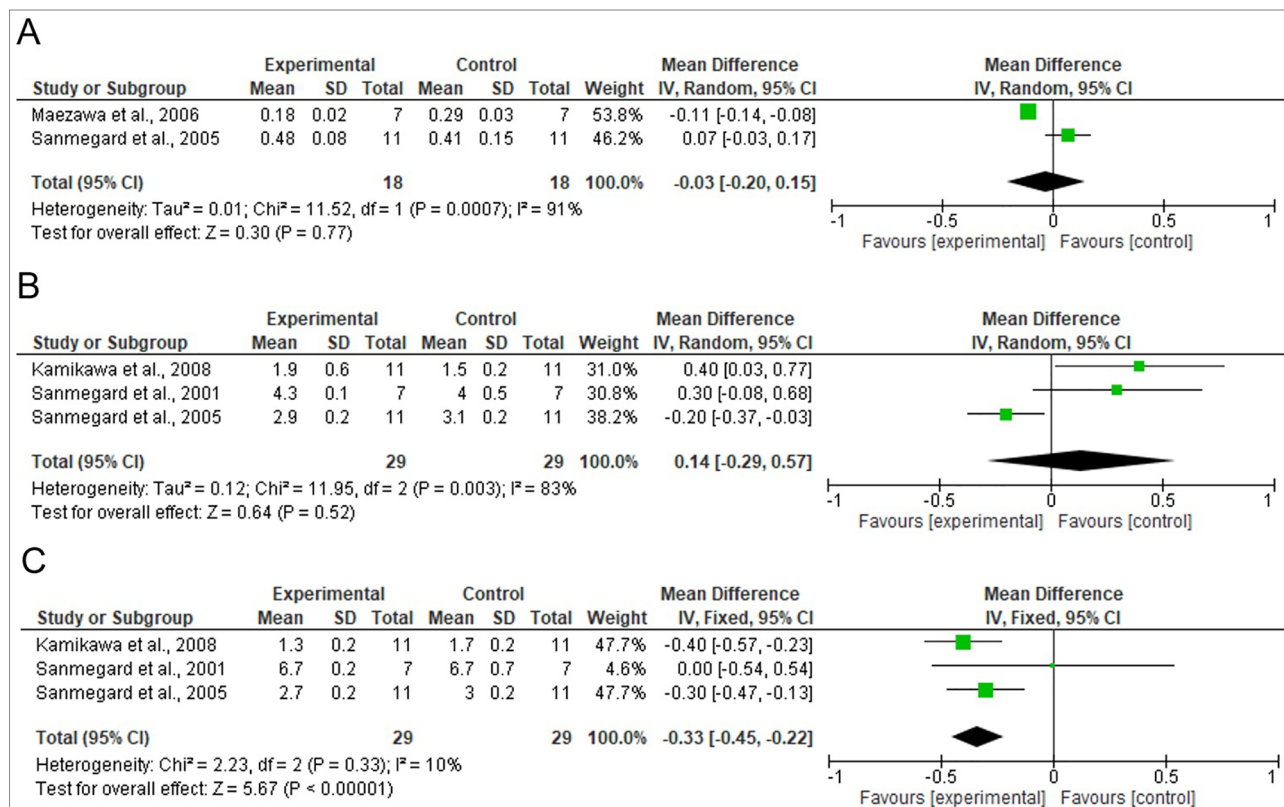 A
Experimental Control Mean Difference Mean Difference
Study or Subgroup Mean SD Total Mean SD Total Weight IV, Random, 95% CI IV, Random, 95% CI
Maezawa et al., 2006 0.18 0.02 7 0.29 0.03 7 53.8% -0.11 [-0.14, -0.08]
Sanmegard et al., 2005 0.48 0.08 11 0.41 0.15 11 46.2% 0.07 [-0.03, 0.17]
Total (95% CI) 18 18 100.0% -0.03 [-0.20, 0.15]
Heterogeneity: Tau² = 0.01; Chi² = 11.52, df = 1 (P = 0.0007); I² = 91%
Test for overall effect: Z = 0.30 (P = 0.77)
-1 -0.5 0 0.5 1
Favours [experimental] Favours [control]
B
Experimental Control Mean Difference Mean Difference
Study or Subgroup Mean SD Total Mean SD Total Weight IV, Random, 95% CI IV, Random, 95% CI
Kamikawa et al., 2008 1.9 0.6 11 1.5 0.2 11 31.0% 0.40 [0.03, 0.77]
Sanmegard et al., 2001 4.3 0.1 7 4 0.5 7 30.8% 0.30 [-0.08, 0.68]
Sanmegard et al., 2005 2.9 0.2 11 3.1 0.2 11 38.2% -0.20 [-0.37, -0.03]
Total (95% CI) 29 29 100.0% 0.14 [-0.29, 0.57]
Heterogeneity: Tau² = 0.12; Chi² = 11.95, df = 2 (P = 0.003); I² = 83%
Test for overall effect: Z = 0.64 (P = 0.52)
-1 -0.5 0 0.5 1
Favours [experimental] Favours [control]
C
Experimental Control Mean Difference Mean Difference
Study or Subgroup Mean SD Total Mean SD Total Weight IV, Fixed, 95% CI IV, Fixed, 95% CI
Kamikawa et al., 2008 1.3 0.2 11 1.7 0.2 11 47.7% -0.40 [-0.57, -0.23]
Sanmegard et al., 2001 6.7 0.2 7 6.7 0.7 7 4.6% 0.00 [-0.54, 0.54]
Sanmegard et al., 2005 2.7 0.2 11 3 0.2 11 47.7% -0.30 [-0.47, -0.13]
Total (95% CI) 29 29 100.0% -0.33 [-0.45, -0.22]
Heterogeneity: Chi² = 2.23, df = 2 (P = 0.33); I² = 10%
Test for overall effect: Z = 5.67 (P < 0.00001)
-1 -0.5 0 0.5 1
Favours [experimental] Favours [control]